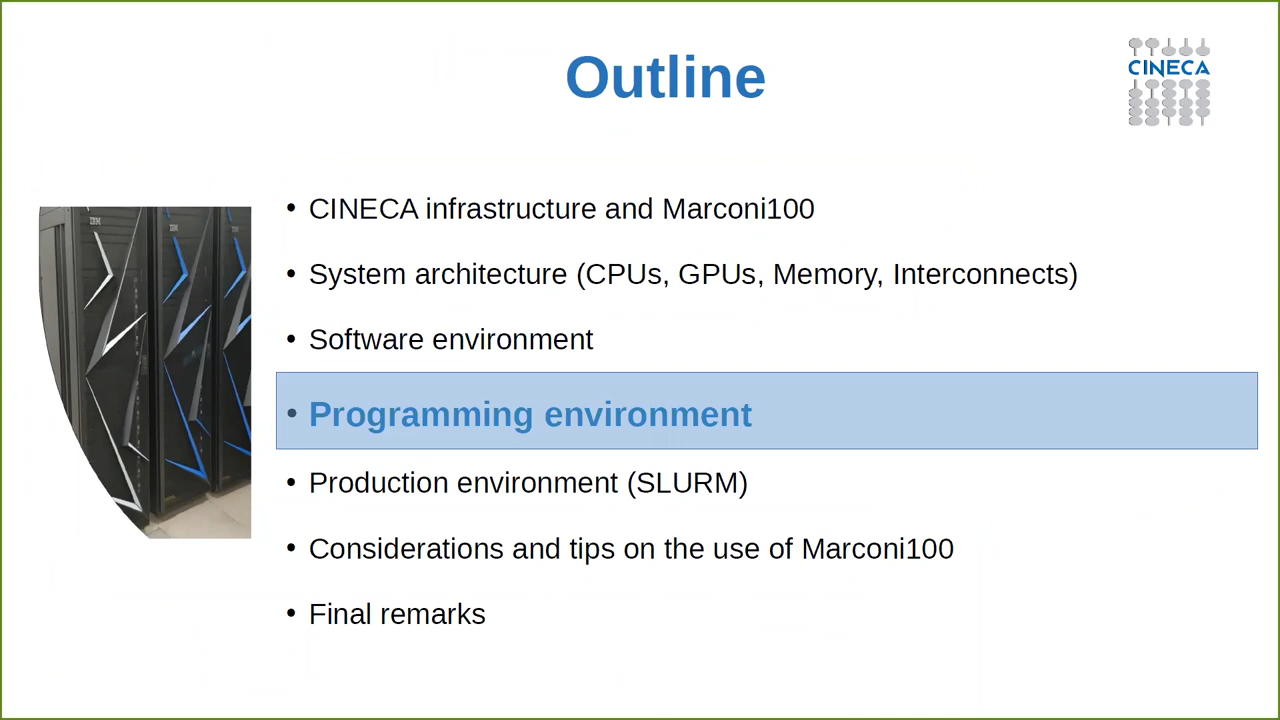 Outline
CINECA
• CINECA infrastructure and Marconi100
• System architecture (CPUs, GPUs, Memory, Interconnects)
• Software environment
• Programming environment
• Production environment (SLURM)
• Considerations and tips on the use of Marconi100
• Final remarks
IBM